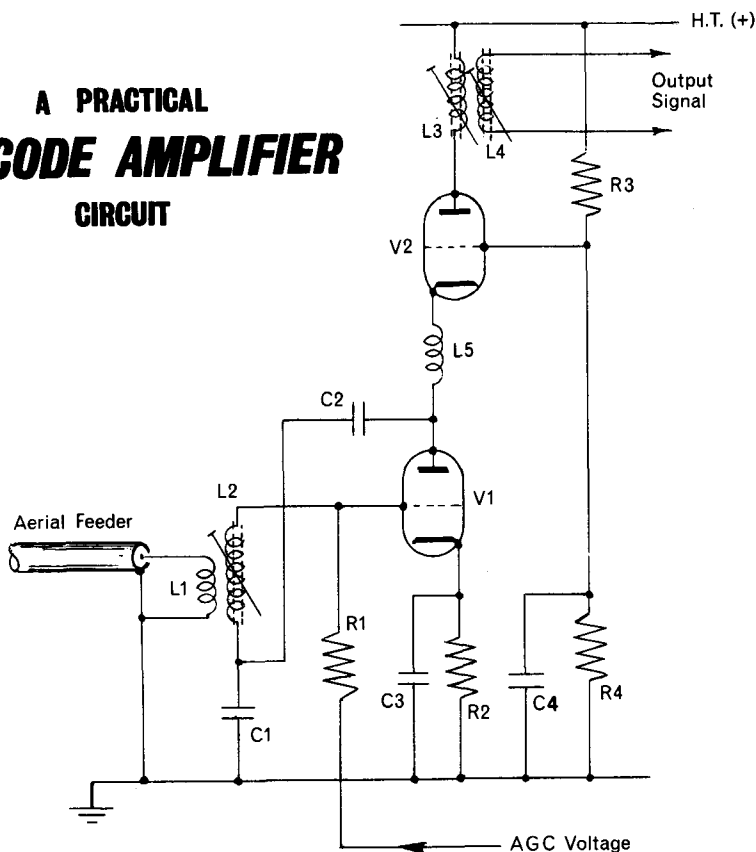 H.T. (+)
A PRACTICAL
CODE AMPLIFIER
CIRCUIT
Output
Signal
L3
L4
R3
V2
L5
C2
V1
L2
Aerial Feeder
L1
R1
C3
R2
C4
R4
C1
AGC Voltage